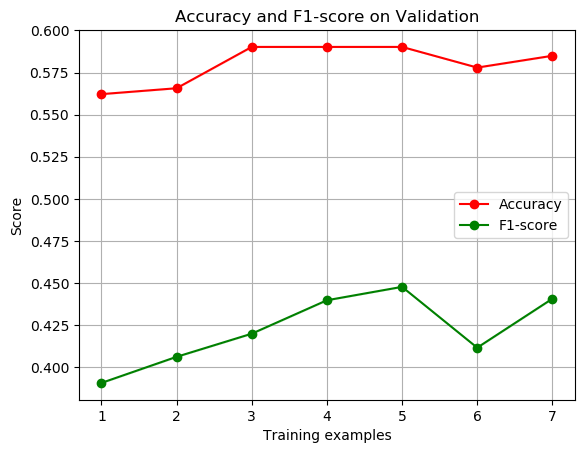 Accuracy and F1-score on Validation
0.600
0.575
0.550
0.525
0.500
0.475
0.450
0.425
0.400
Score
Accuracy
F1-score
1 2 3 4 5 6 7
Training examples